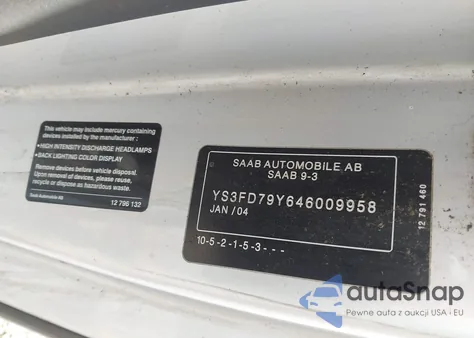 This vehicle may include mercury containing
devices installed by the manufacturer :
• HIGH INTENSITY DISCHARGE HEADLAMPS
• BACK LIGHTING COLOR DISPLAY
Remove devices before vehicle disposal.
Upon removal of devices, please reuse,
recycle or dispose as hazardous waste.
Saab Automobile AB
12 795 132
SAAB AUTOMOBILE AB
SAAB 9-3
YS3FD79Y646009958
JAN /04
10-5-2-1-5-3- - -
12 791 460
autoSnap
Pewne auta z aukcji USA i EU